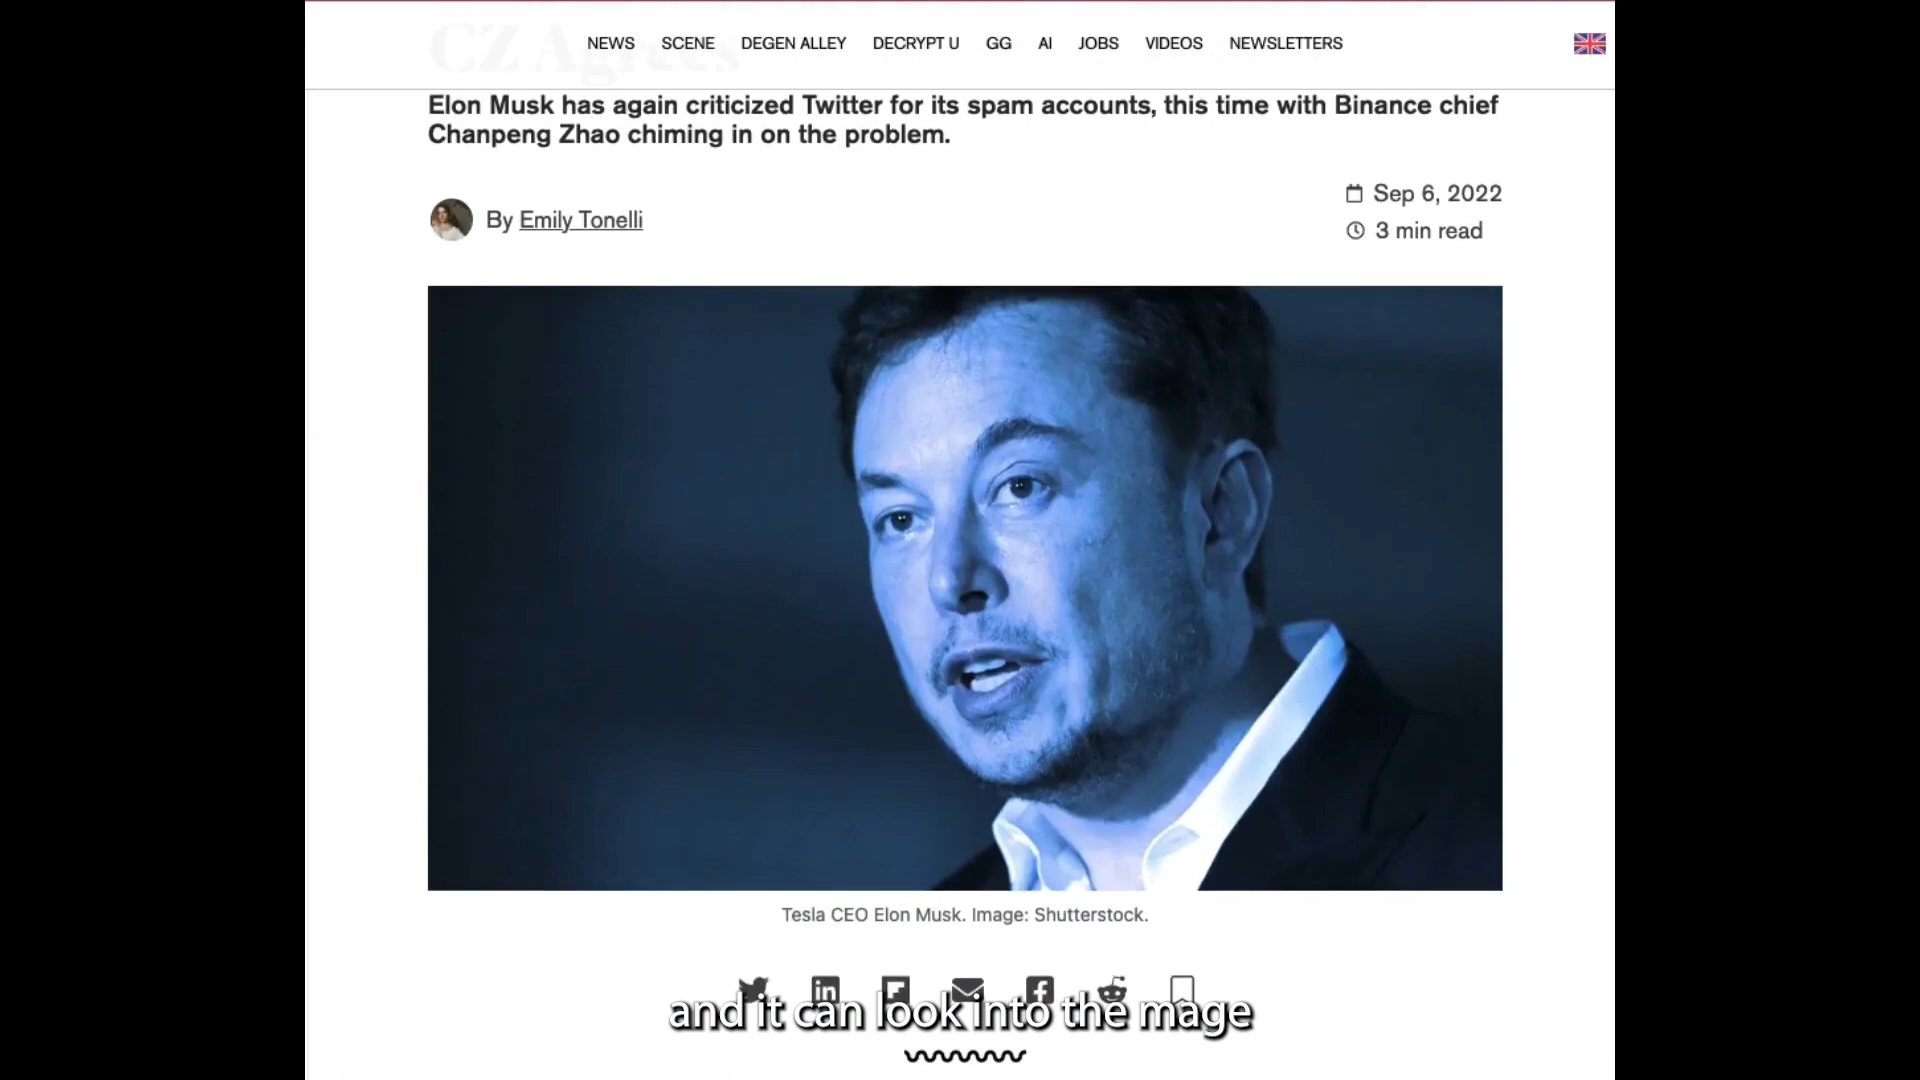 CZ Agrees
NEWS SCENE DEGEN ALLEY DECRYPT U GG AI JOBS VIDEOS NEWSLETTERS
Elon Musk has again criticized Twitter for its spam accounts, this time with Binance chief
Chanpeng Zhao chiming in on the problem.
By Emily Tonelli
Sep 6, 2022
3 min read
Tesla CEO Elon Musk. Image: Shutterstock.
and it can look into the mage